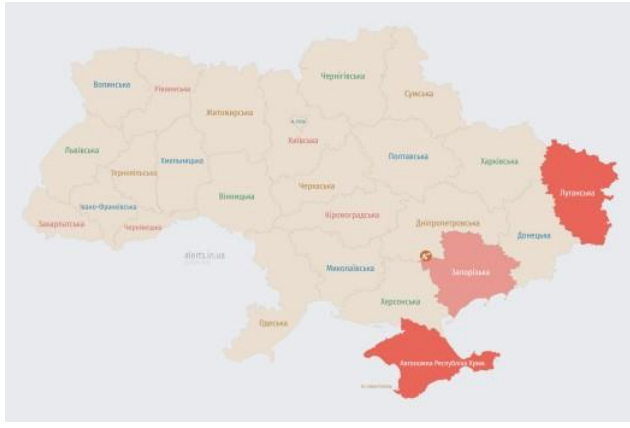 Чернігівська
Волинська
Рівненська
Сумська
Житомирська
м. Київ
Київська
Львівська
Полтавська
Харківська
Тернопільська
Хмельницька
Луганська
Черкаська
Вінницька
Івано-Франківська
Кіровоградська
Закарпатська
Чернівецька
Дніпропетровська
Донецька
alerts.in.ua
Миколаївська
Запорізька
Херсонська
Одеська
Автономна Республіка Крим